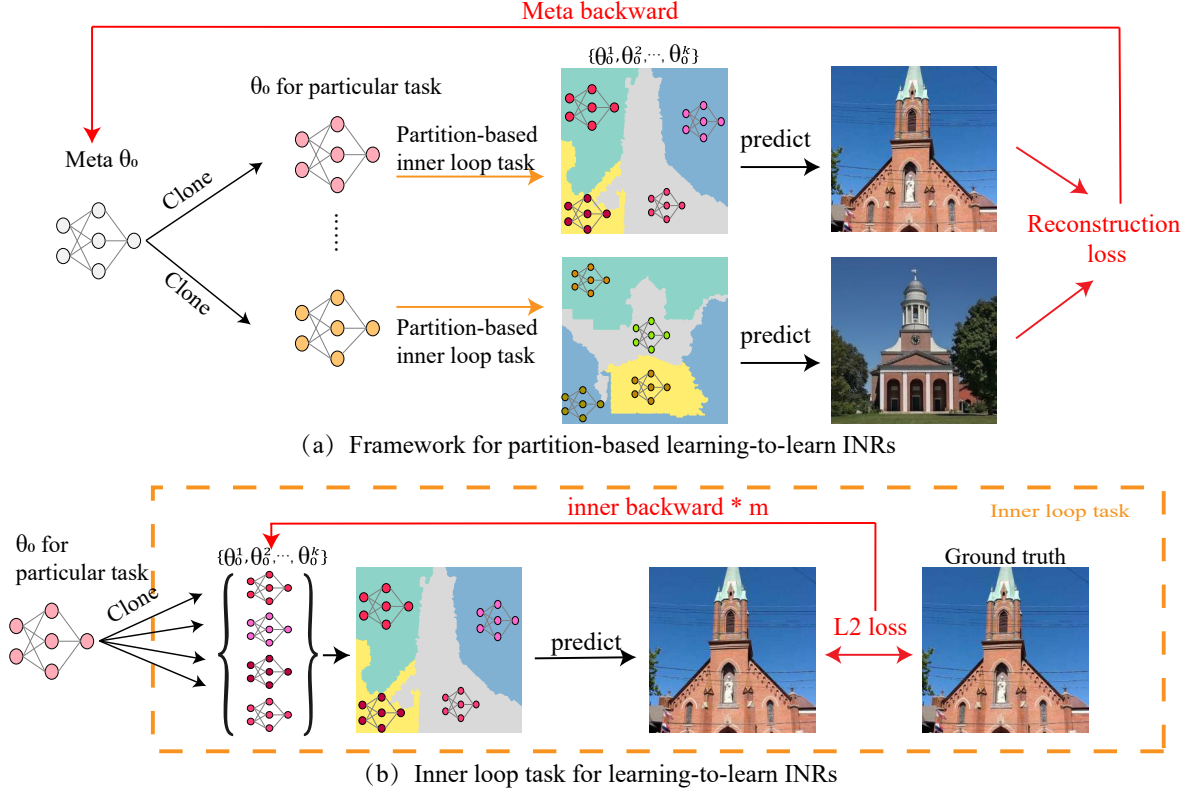 Meta backward
{θ₀¹,θ₀²,···,θ₀ᵏ}
θ₀ for particular task
Partition-based
inner loop task
predict
Meta θ₀
Clone
Clone
......
Reconstruction
loss
Partition-based
inner loop task
predict
(a) Framework for partition-based learning-to-learn INRs
inner backward * m
Inner loop task
θ₀ for
particular task
{θ₀¹,θ₀²,···,θ₀ᵏ}
Ground truth
Clone
predict
L2 loss
(b) Inner loop task for learning-to-learn INRs